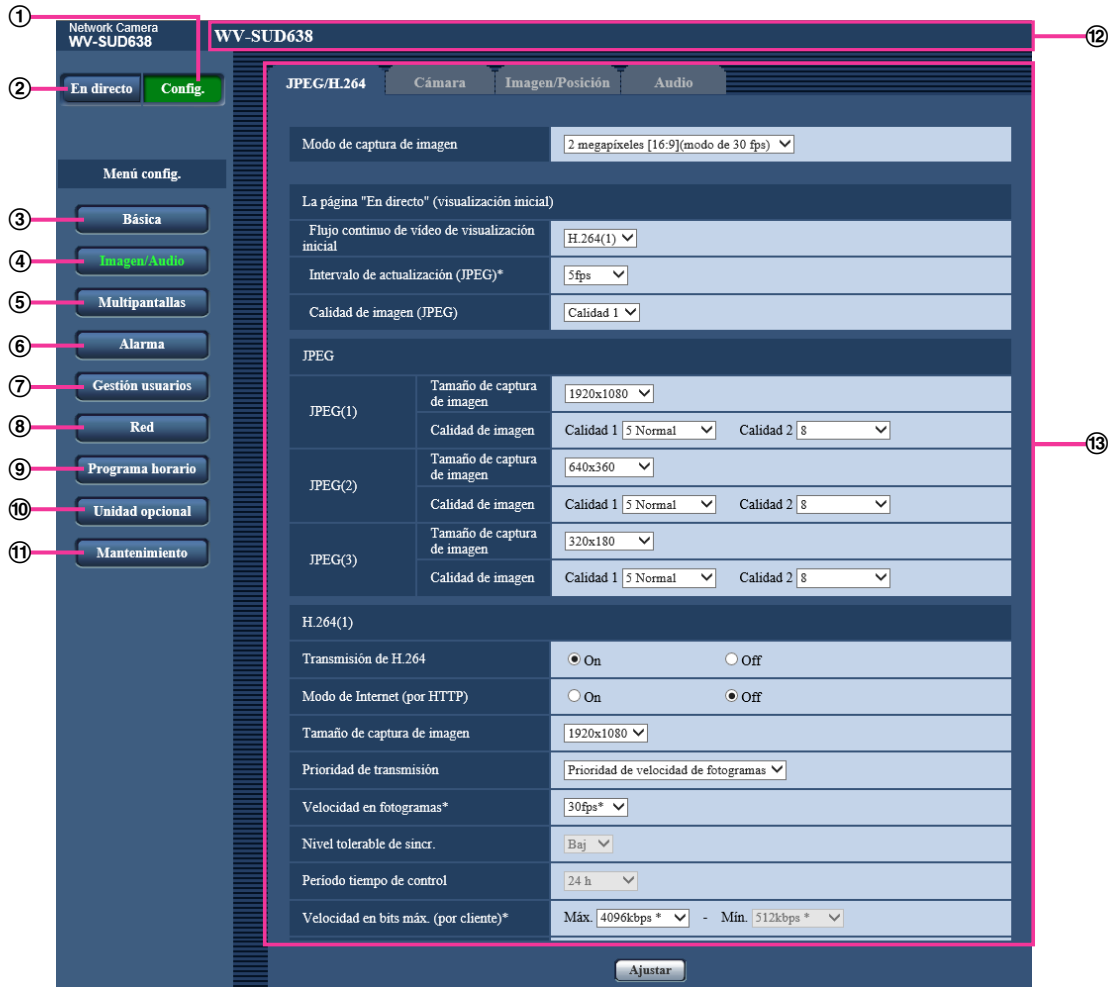 ①
Network Camera
WV-SUD638
WV-SUD638
⑫
② En directo Config.
JPEG/H.264 Cámara Imagen/Posición Audio
Modo de captura de imagen 2 megapíxeles [16:9](modo de 30 fps)
Menú config.
③ Básica
④ Imagen/Audio
⑤ Multipantallas
⑥ Alarma
⑦ Gestión usuarios
⑧ Red
⑨ Programa horario
⑩ Unidad opcional
⑪ Mantenimiento
La página "En directo" (visualización inicial)
Flujo continuo de vídeo de visualización
inicial
H.264(1)
Intervalo de actualización (JPEG)* 5fps
Calidad de imagen (JPEG) Calidad 1
JPEG
JPEG(1)
Tamaño de captura
de imagen
1920x1080
Calidad de imagen Calidad 1 5 Normal Calidad 2 8
⑬
JPEG(2)
Tamaño de captura
de imagen
640x360
Calidad de imagen Calidad 1 5 Normal Calidad 2 8
JPEG(3)
Tamaño de captura
de imagen
320x180
Calidad de imagen Calidad 1 5 Normal Calidad 2 8
H.264(1)
Transmisión de H.264 On Off
Modo de Internet (por HTTP) On Off
Tamaño de captura de imagen 1920x1080
Prioridad de transmisión Prioridad de velocidad de fotogramas
Velocidad en fotogramas* 30fps*
Nivel tolerable de sincr. Baj
Período tiempo de control 24 h
Velocidad en bits máx. (por cliente)* Máx. 4096kbps * - Mín. 512kbps *
Ajustar